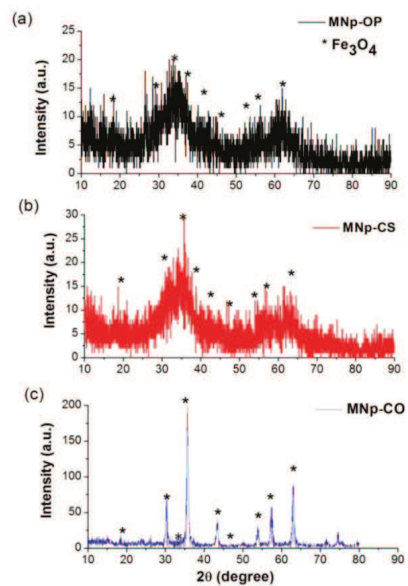 (a)
MNp-OP
* Fe₃O₄
Intensity (a.u.)
25
20
15
10
5
0
10 20 30 40 50 60 70 80 90
(b)
MNp-CS
Intensity (a.u.)
30
25
20
15
10
5
0
10 20 30 40 50 60 70 80 90
(c)
MNp-CO
Intensity (a.u.)
200
150
100
50
0
10 20 30 40 50 60 70 80 90
2θ (degree)